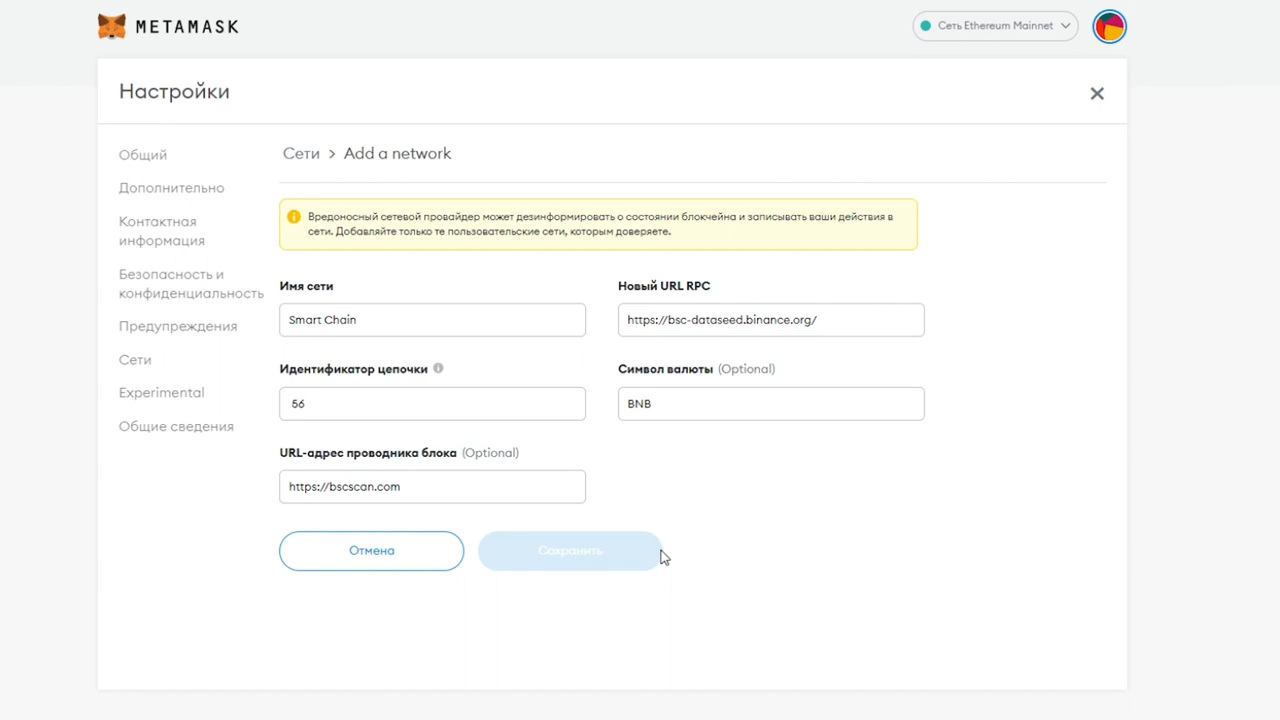 METAMASK
Сеть Ethereum Mainnet
Настройки
Общий
Дополнительно
Контактная
информация
Безопасность и
конфиденциальность
Предупреждения
Сети
Experimental
Общие сведения
Сети > Add a network
Вредоносный сетевой провайдер может дезинформировать о состоянии блокчейна и записывать ваши действия в
сети. Добавляйте только те пользовательские сети, которым доверяете.
Имя сети
Smart Chain
Новый URL RPC
https://bsc-dataseed.binance.org/
Идентификатор цепочки
56
Символ валюты (Optional)
BNB
URL-адрес проводника блока (Optional)
https://bscscan.com
Отмена
Сохранить